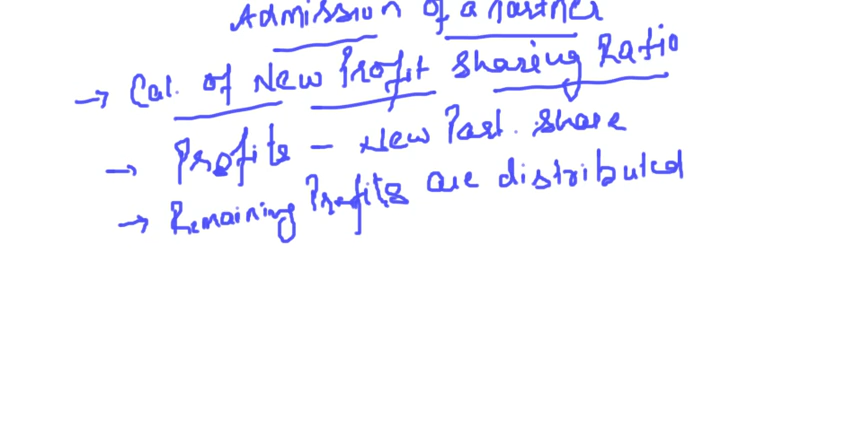 Admission of a Partner
→ Cal. of New Profit Sharing Ratio
→ Profits - New Part. share
→ Remaining Profits are distributed